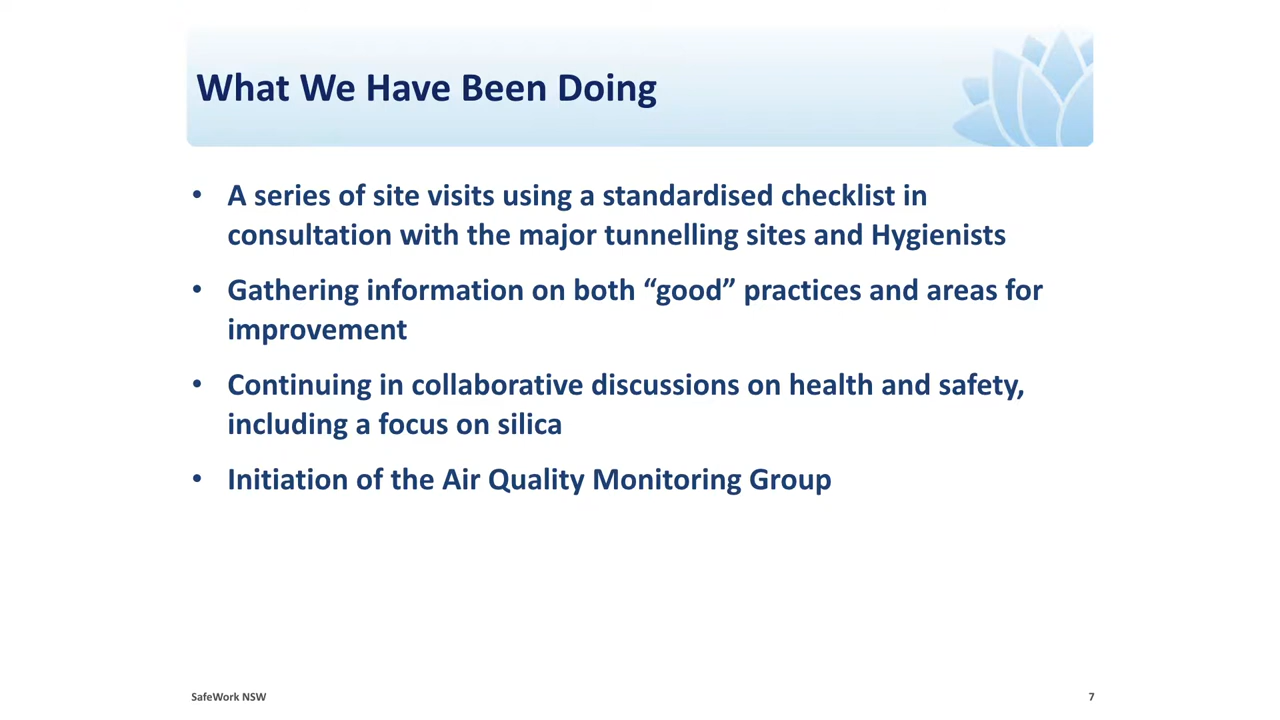 What We Have Been Doing
• A series of site visits using a standardised checklist in
consultation with the major tunnelling sites and Hygienists
• Gathering information on both “good” practices and areas for
improvement
• Continuing in collaborative discussions on health and safety,
including a focus on silica
• Initiation of the Air Quality Monitoring Group
SafeWork NSW
7